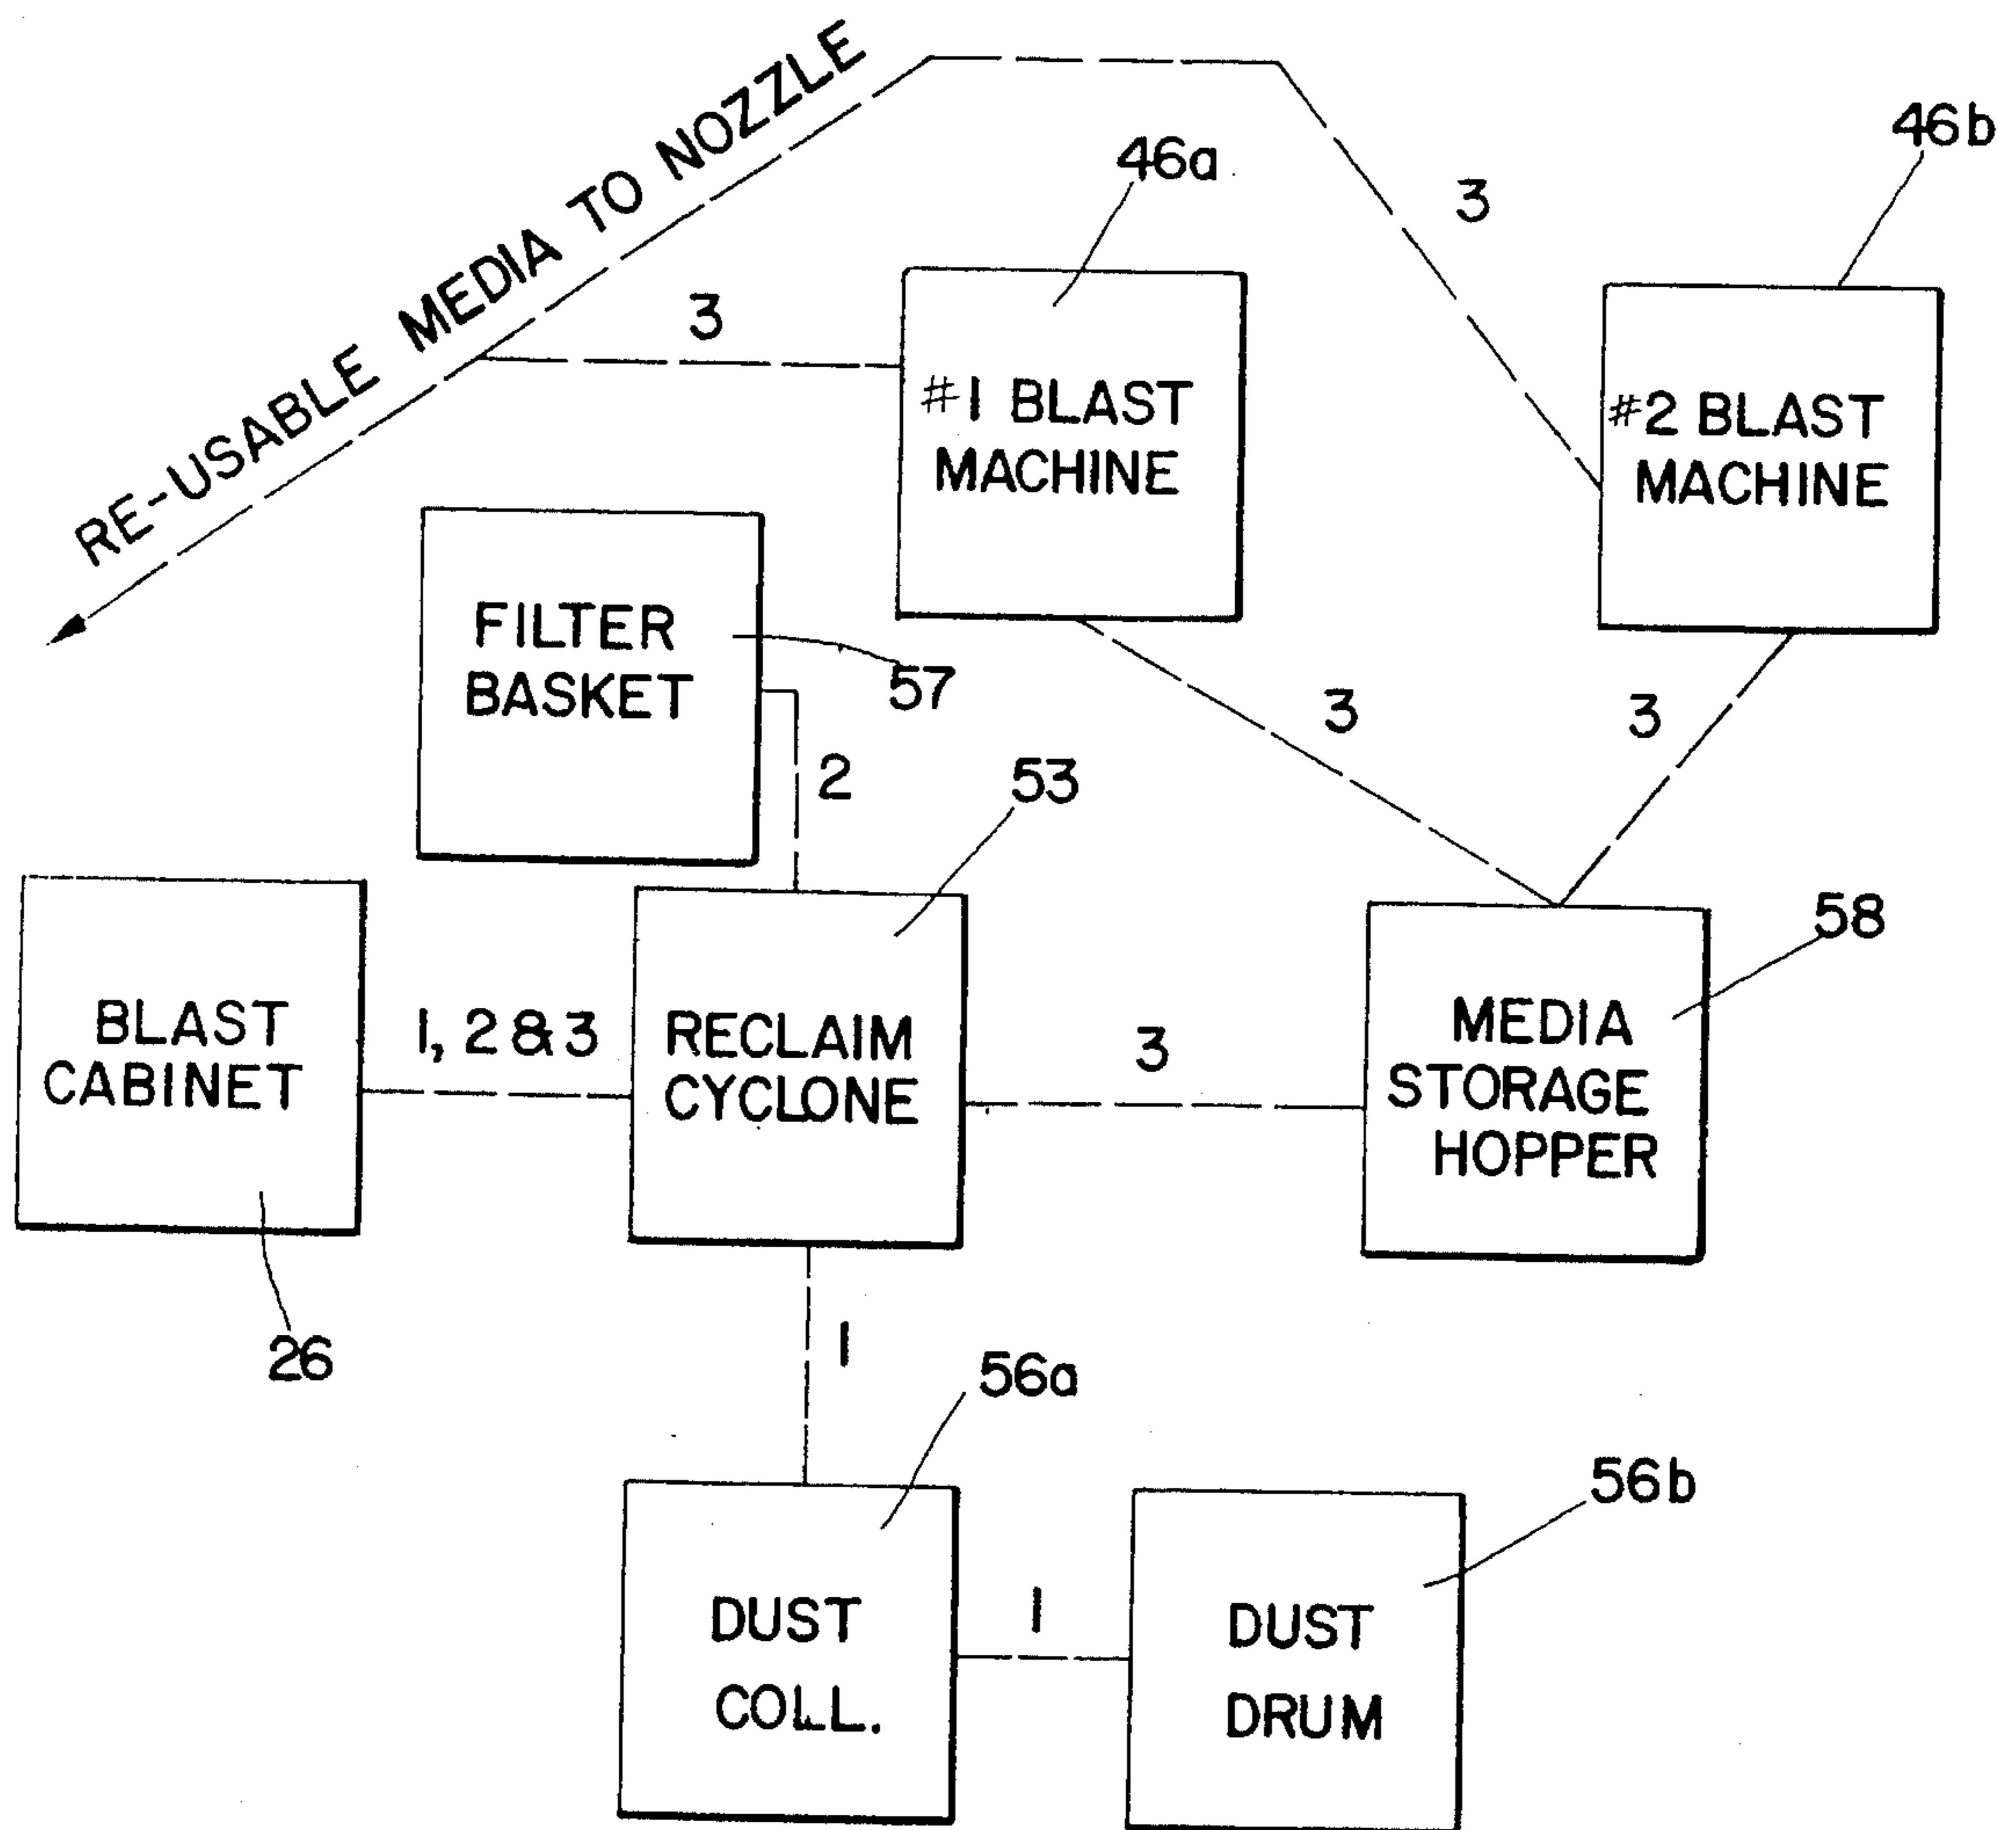 RE-USABLE MEDIA TO NOZZLE
46a
46b
3
3
#1 BLAST
MACHINE
#2 BLAST
MACHINE
FILTER
BASKET
57
3
3
2
53
58
BLAST
CABINET
1, 2 & 3
RECLAIM
CYCLONE
3
MEDIA
STORAGE
HOPPER
26
1
56a
56b
DUST
COLL.
1
DUST
DRUM